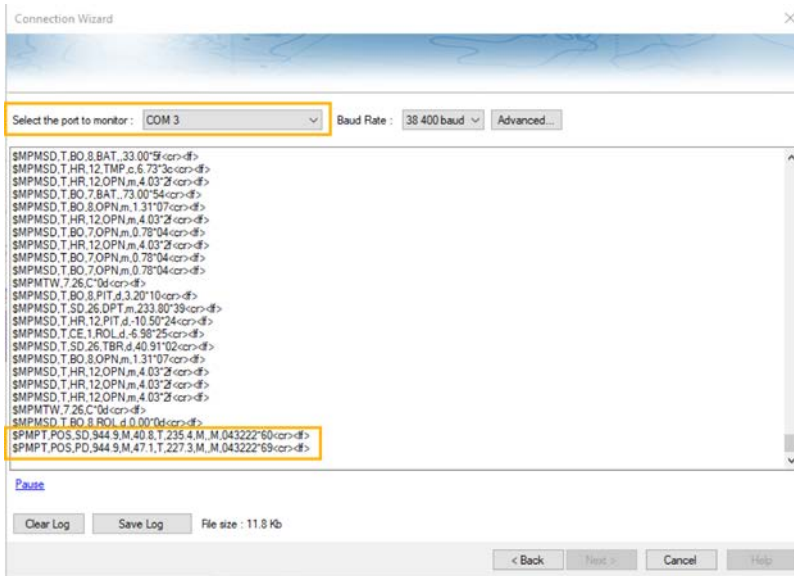 Connection Wizard
Select the port to monitor : COM 3 Baud Rate : 38 400 baud Advanced...
$MPMSD,T,BO,8,BAT,,33.00*5f<cr><lf>
$MPMSD,T,HR,12,TMP,c,6.73*3c<cr><lf>
$MPMSD,T,HR,12,OPN,m,4.03*2f<cr><lf>
$MPMSD,T,BO,7,BAT,,73.00*54<cr><lf>
$MPMSD,T,BO,8,OPN,m,1.31*07<cr><lf>
$MPMSD,T,HR,12,OPN,m,4.03*2f<cr><lf>
$MPMSD,T,BO,7,OPN,m,0.78*04<cr><lf>
$MPMSD,T,HR,12,OPN,m,4.03*2f<cr><lf>
$MPMSD,T,BO,7,OPN,m,0.78*04<cr><lf>
$MPMSD,T,BO,7,OPN,m,0.78*04<cr><lf>
$MPMTW,7.26,C*0d<cr><lf>
$MPMSD,T,BO,8,PIT,d,3.20*10<cr><lf>
$MPMSD,T,SD,26,DPT,m,233.80*39<cr><lf>
$MPMSD,T,HR,12,PIT,d,-10.50*24<cr><lf>
$MPMSD,T,CE,1,ROL,d,-6.98*25<cr><lf>
$MPMSD,T,SD,26,TBR,d,40.91*02<cr><lf>
$MPMSD,T,BO,8,OPN,m,1.31*07<cr><lf>
$MPMSD,T,HR,12,OPN,m,4.03*2f<cr><lf>
$MPMSD,T,HR,12,OPN,m,4.03*2f<cr><lf>
$MPMSD,T,HR,12,OPN,m,4.03*2f<cr><lf>
$MPMTW,7.26,C*0d<cr><lf>
$MPMSD,T,BO,8,ROL,d,0.00*0d<cr><lf>
$PMPT,POS,SD,944.9,M,40.8,T,235.4,M,,M,043222*60<cr><lf>
$PMPT,POS,PD,944.9,M,47.1,T,227.3,M,,M,043222*69<cr><lf>
Pause
Clear Log Save Log File size : 11.8 Kb
< Back Next > Cancel Help